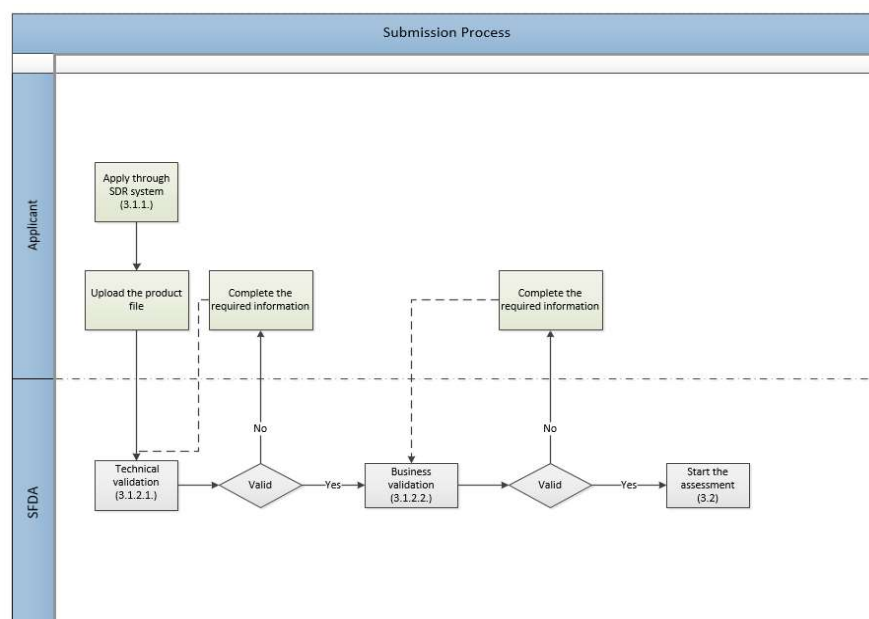 Submission Process
Applicant
Apply through
SDR system
(3.1.1.)
Upload the product
file
Complete the
required information
Complete the
required information
SFDA
No
No
Technical
validation
(3.1.2.1.)
Valid
Yes
Business
validation
(3.1.2.2.)
Valid
Yes
Start the
assessment
(3.2)